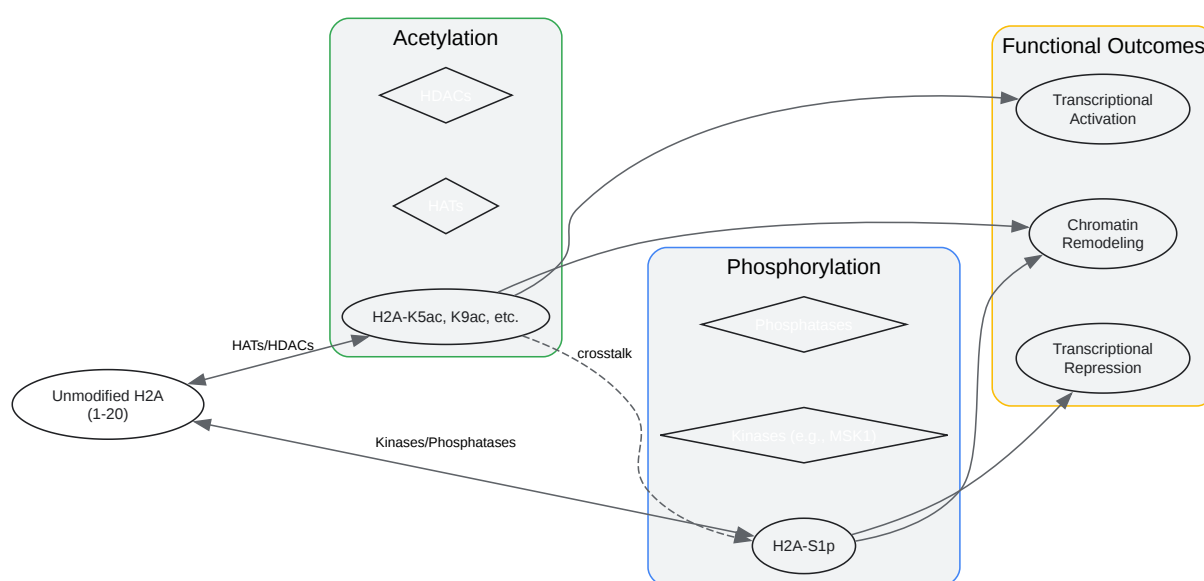 Acetylation
HDACs
HATs
H2A-K5ac, K9ac, etc.
HATs/HDACs
Unmodified H2A
(1-20)
Kinases/Phosphatases
crosstalk
Phosphorylation
Phosphatases
Kinases (e.g., MSK1)
H2A-S1p
Functional Outcomes
Transcriptional
Activation
Chromatin
Remodeling
Transcriptional
Repression